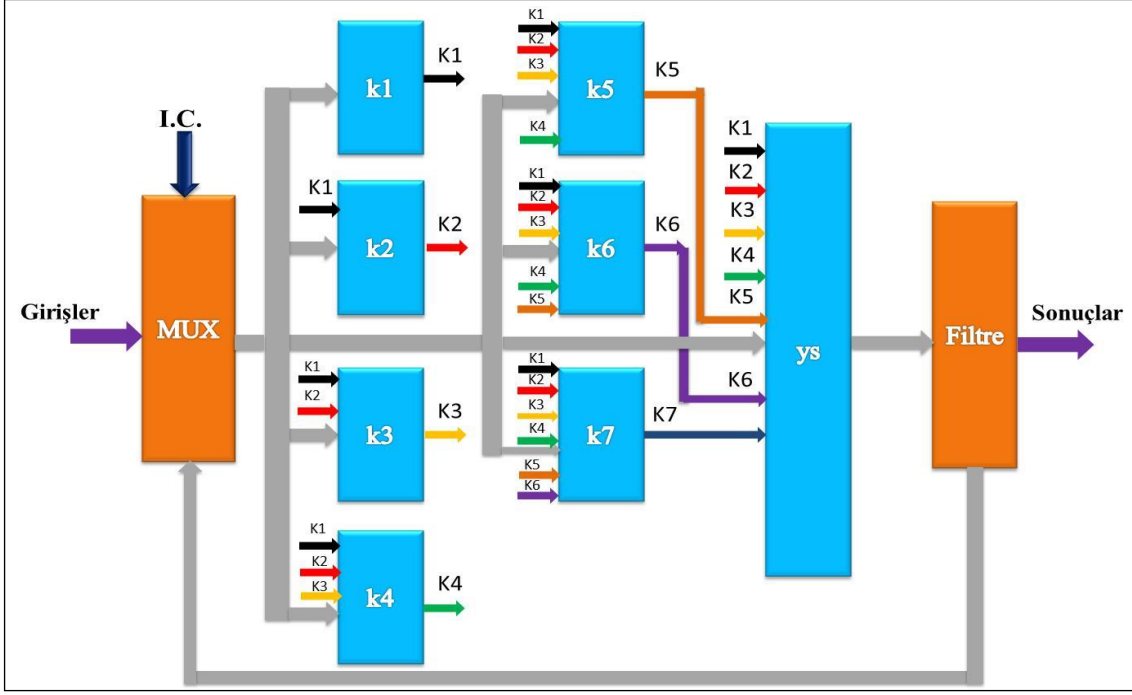 I.C.
Girişler
MUX
k1
K1
K1
k2
K2
K1
K2
k3
K3
K1
K2
K3
k4
K4
K1
K2
K3
K4
k5
K5
K1
K2
K3
K4
K5
k6
K6
K1
K2
K3
K4
K5
K6
k7
K7
K1
K2
K3
K4
K5
K6
ys
Filtre
Sonuçlar